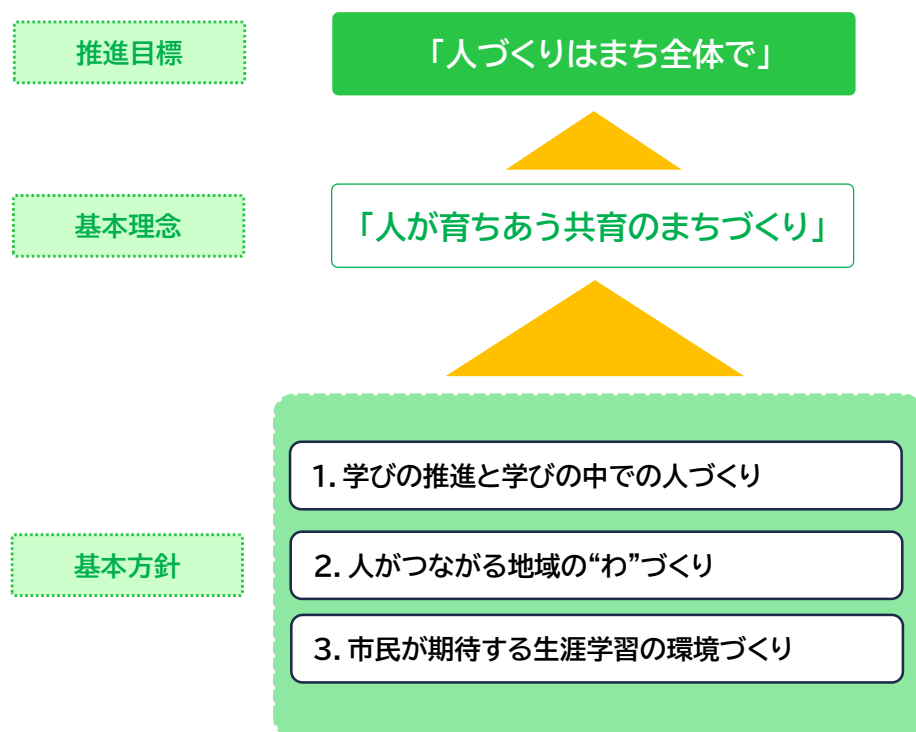 推進目標
「人づくりはまち全体で」
基本理念
「人が育ちあう共育のまちづくり」
基本方針
1. 学びの推進と学びの中での人づくり
2. 人がつながる地域の“わ”づくり
3. 市民が期待する生涯学習の環境づくり